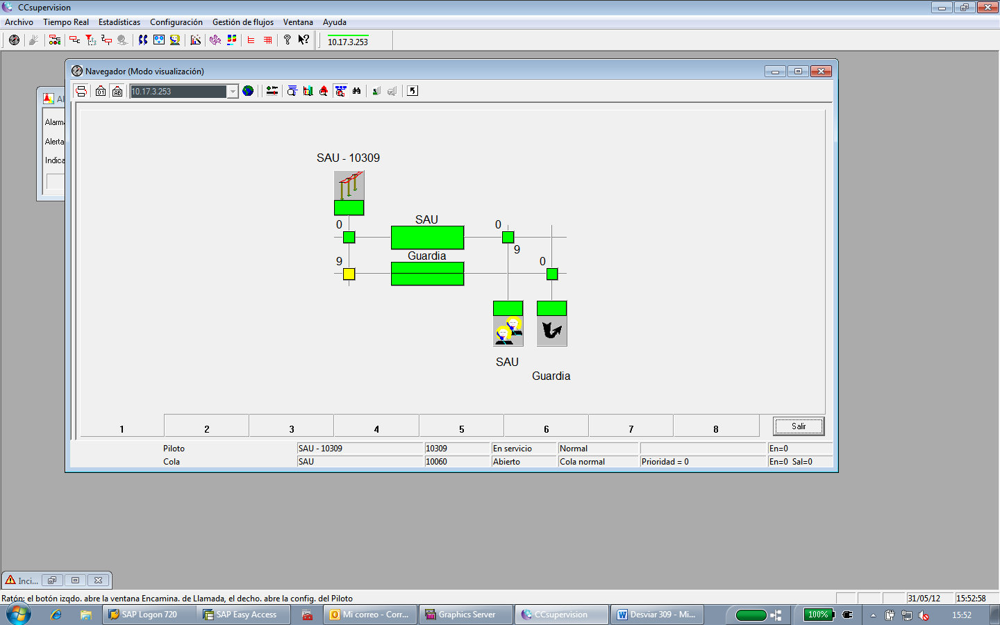 CCsupervision
Archivo Tiempo Real Estadísticas Configuración Gestión de flujos Ventana Ayuda
10.17.3.253
Navegador (Modo visualización)
01 AB 10.17.3.253
Al
Alarma
Alerta
Indica
SAU - 10309
0 SAU 0
Guardia 9
9 0
SAU
Guardia
1 2 3 4 5 6 7 8 Salir
Piloto SAU - 10309 10309 En servicio Normal En=0
Cola SAU 10060 Abierto Cola normal Prioridad = 0 En=0 Sal=0
Inci...
Ratón: el botón izqdo. abre la ventana Encamina. de Llamada, el decho. abre la config. del Piloto 31/05/12 15:52:58
SAP Logon 720 SAP Easy Access Mi correo - Corr... Graphics Server CCsupervision Desviar 309 - Mi... 100% 15:52